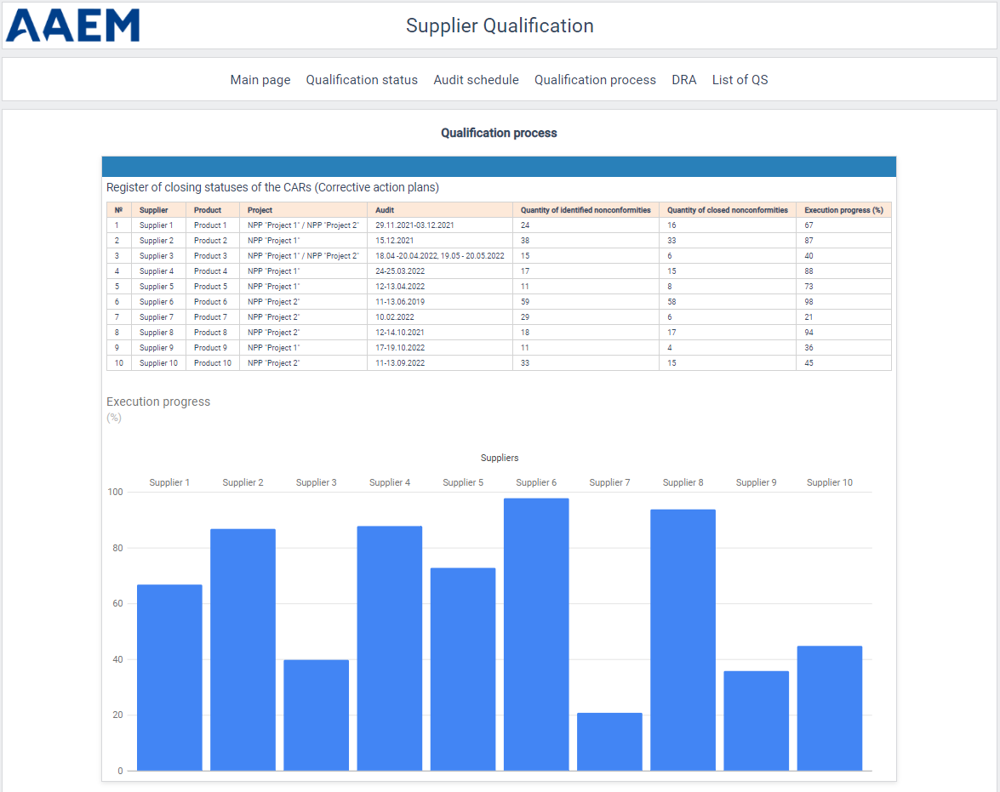 AAEM
Supplier Qualification
Main page Qualification status Audit schedule Qualification process DRA List of QS
Qualification process
Register of closing statuses of the CARs (Corrective action plans)
№ Supplier Product Project Audit Quantity of identified nonconformities Quantity of closed nonconformities Execution progress (%)
1 Supplier 1 Product 1 NPP "Project 1" / NPP "Project 2" 29.11.2021-03.12.2021 24 16 67
2 Supplier 2 Product 2 NPP "Project 1" 15.12.2021 38 33 87
3 Supplier 3 Product 3 NPP "Project 1" / NPP "Project 2" 18.04 -20.04.2022, 19.05 - 20.05.2022 15 6 40
4 Supplier 4 Product 4 NPP "Project 1" 24-25.03.2022 17 15 88
5 Supplier 5 Product 5 NPP "Project 1" 12-13.04.2022 11 8 73
6 Supplier 6 Product 6 NPP "Project 2" 11-13.06.2019 59 58 98
7 Supplier 7 Product 7 NPP "Project 2" 10.02.2022 29 6 21
8 Supplier 8 Product 8 NPP "Project 2" 12-14.10.2021 18 17 94
9 Supplier 9 Product 9 NPP "Project 1" 17-19.10.2022 11 4 36
10 Supplier 10 Product 10 NPP "Project 2" 11-13.09.2022 33 15 45
Execution progress
(%)
Suppliers
Supplier 1 Supplier 2 Supplier 3 Supplier 4 Supplier 5 Supplier 6 Supplier 7 Supplier 8 Supplier 9 Supplier 10
100
80
60
40
20
0